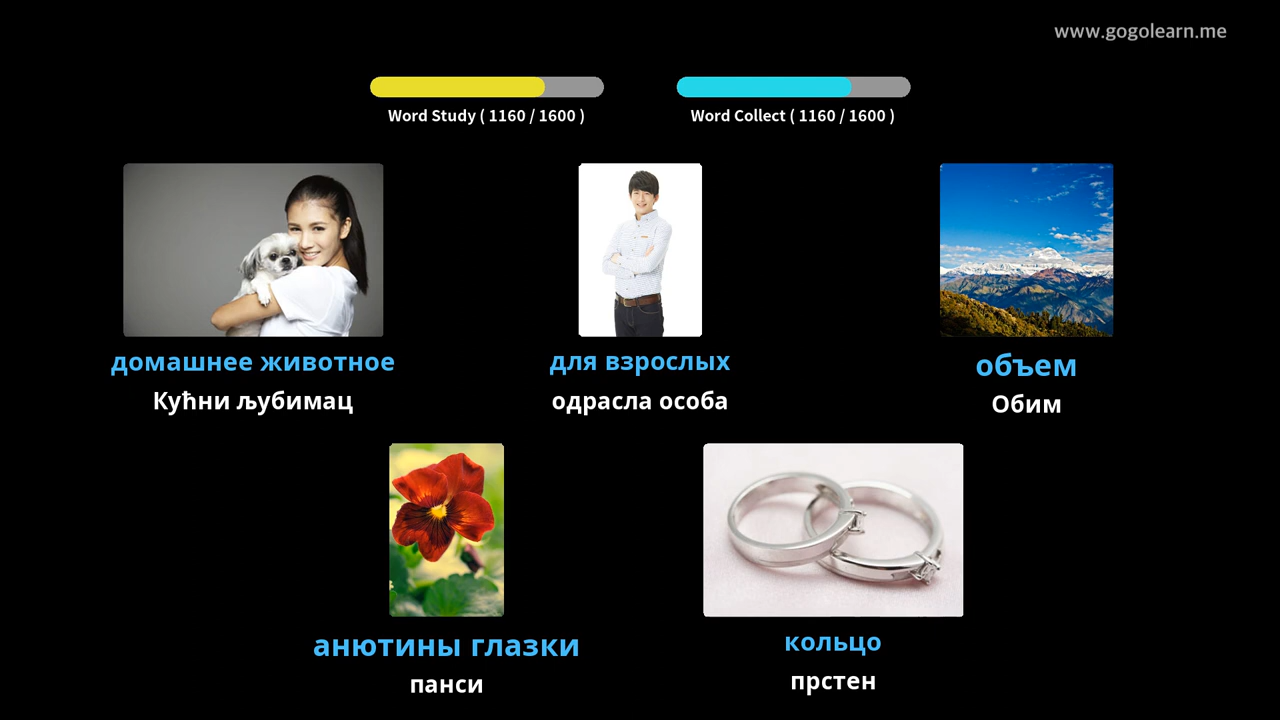 www.gogolearn.me
Word Study ( 1160 / 1600 )
Word Collect ( 1160 / 1600 )
домашнее животное
Кућни љубимац
для взрослых
одрасла особа
объем
Обим
анютины глазки
панси
кольцо
прстен